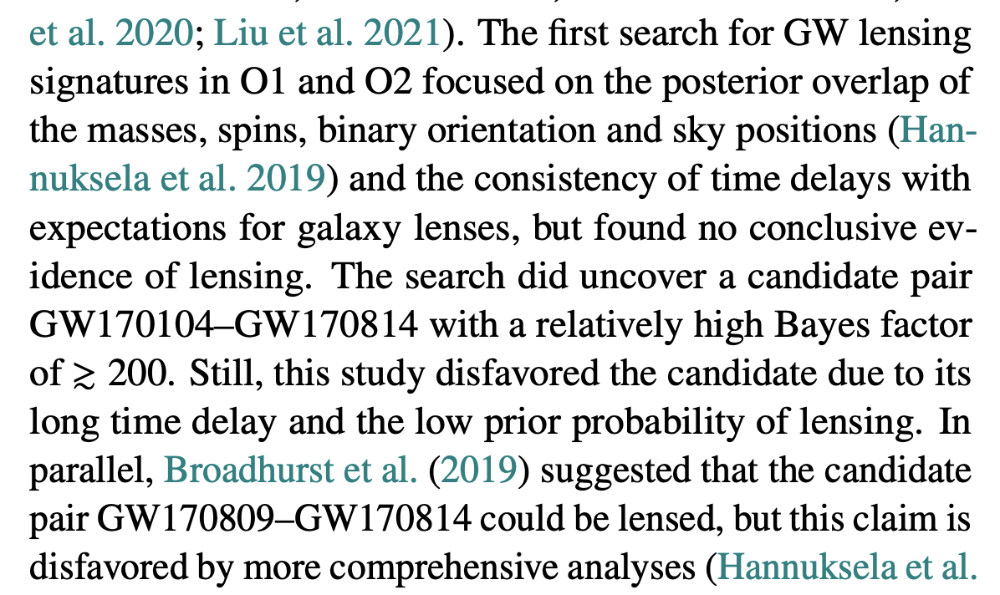 et al. 2020; Liu et al. 2021). The first search for GW lensing
signatures in O1 and O2 focused on the posterior overlap of
the masses, spins, binary orientation and sky positions (Han-
nuksela et al. 2019) and the consistency of time delays with
expectations for galaxy lenses, but found no conclusive ev-
idence of lensing. The search did uncover a candidate pair
GW170104–GW170814 with a relatively high Bayes factor
of ≳ 200. Still, this study disfavored the candidate due to its
long time delay and the low prior probability of lensing. In
parallel, Broadhurst et al. (2019) suggested that the candidate
pair GW170809–GW170814 could be lensed, but this claim is
disfavored by more comprehensive analyses (Hannuksela et al.